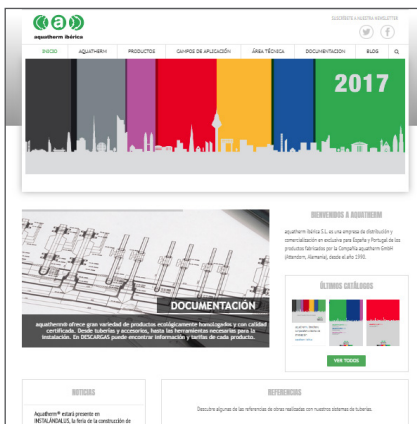 SUSCRÍBETE A NUESTRA NEWSLETTER
aquatherm ibérica
INICIO AQUATHERM PRODUCTOS CAMPOS DE APLICACIÓN ÁREA TÉCNICA DOCUMENTACION BLOG
2017
DOCUMENTACIÓN
aquatherm® ofrece gran variedad de productos ecológicamente homologados y con calidad
certificada. Desde tuberías y accesorios, hasta las herramientas necesarias para la
instalación. En DESCARGAS puede encontrar información y tarifas de cada producto.
BIENVENIDOS A AQUATHERM
aquatherm ibérica S.L. es una empresa de distribución y
comercialización en exclusiva para España y Portugal de los
productos fabricados por la Compañía aquatherm GmbH
(Attendorn, Alemania), desde el año 1990.
ÚLTIMOS CATÁLOGOS
VER TODOS
NOTICIAS
Aquatherm® estará presente en
INSTALÁNDALUS, la feria de la construcción de
REFERENCIAS
Descubre algunas de las referencias de obras realizadas con nuestros sistemas de tuberías.